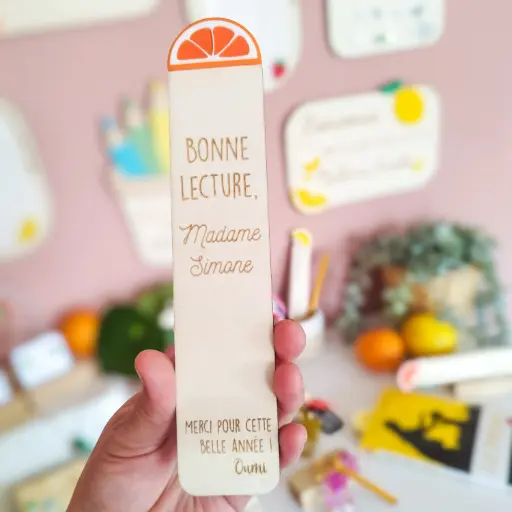 BONNE
LECTURE,
Madame
Simone
MERCI POUR CETTE
BELLE ANNÉE !
Oumi